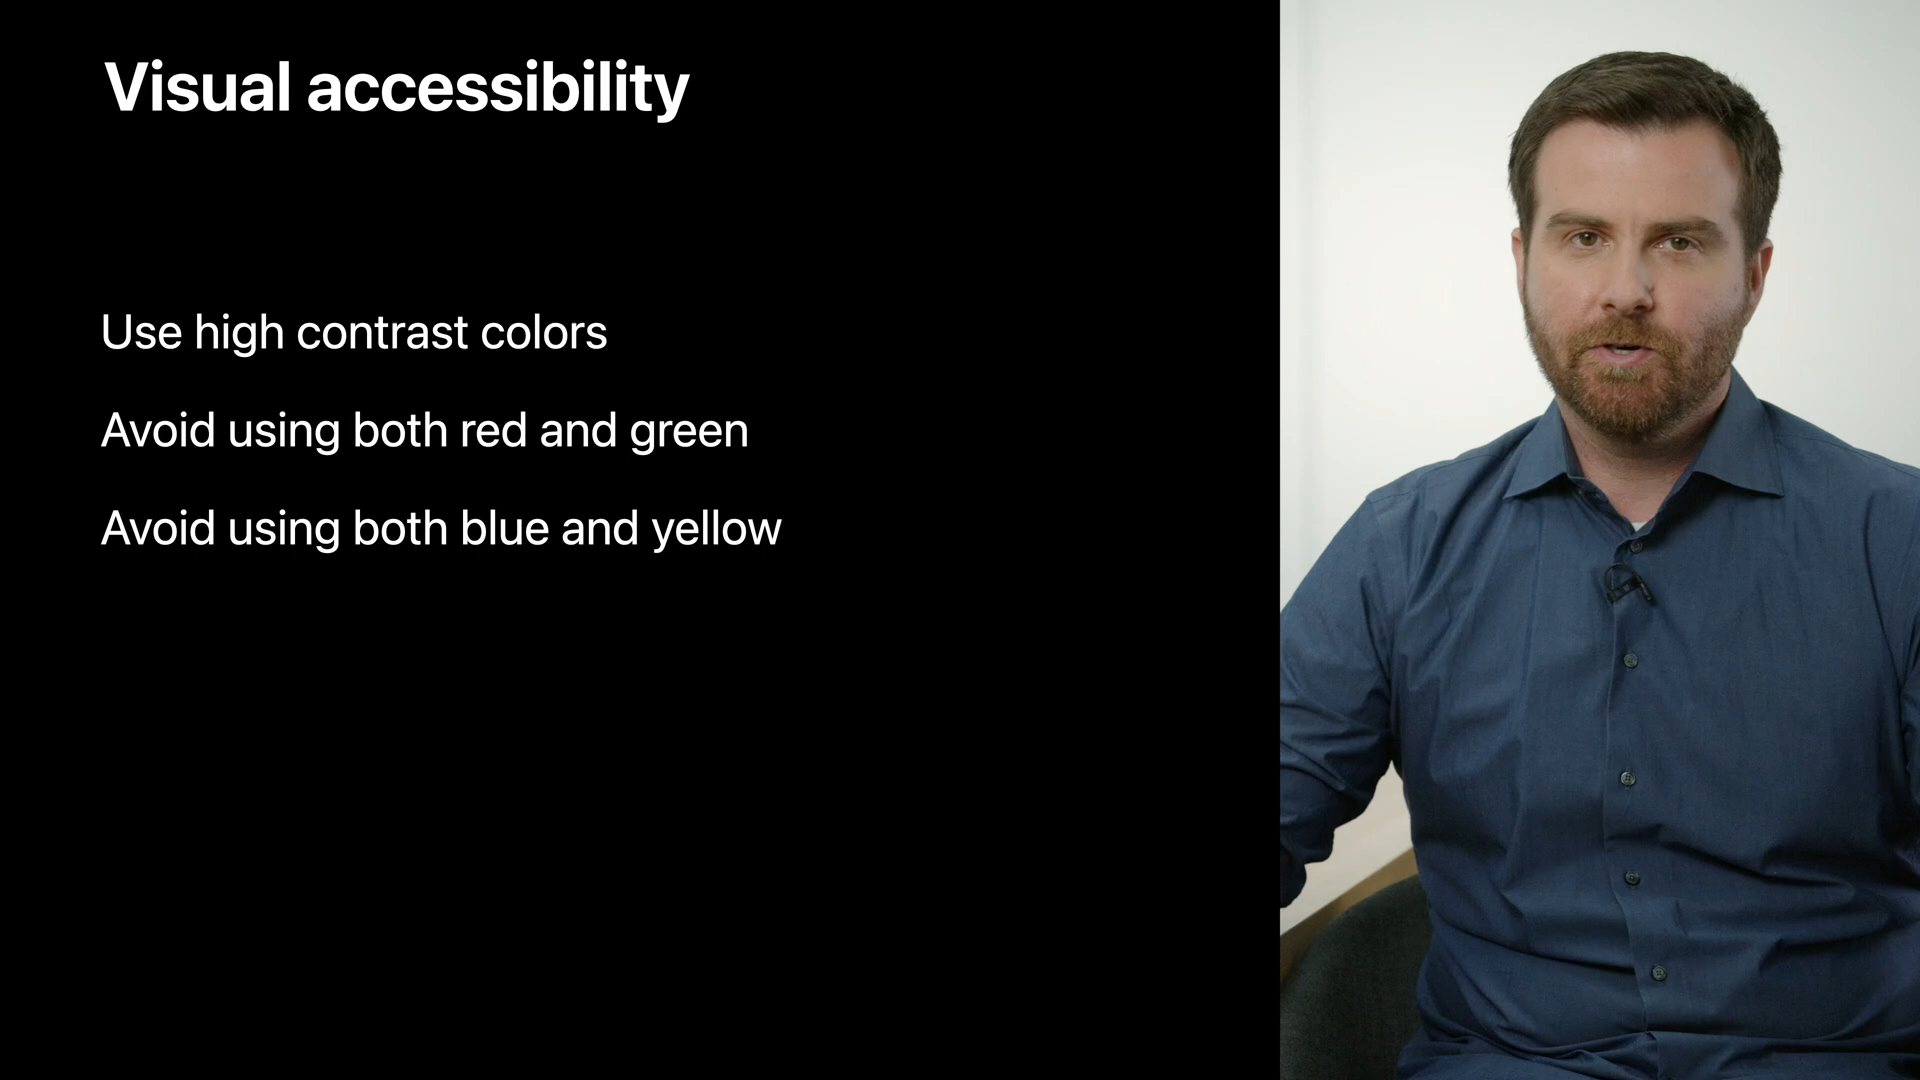 Visual accessibility
Use high contrast colors
Avoid using both red and green
Avoid using both blue and yellow